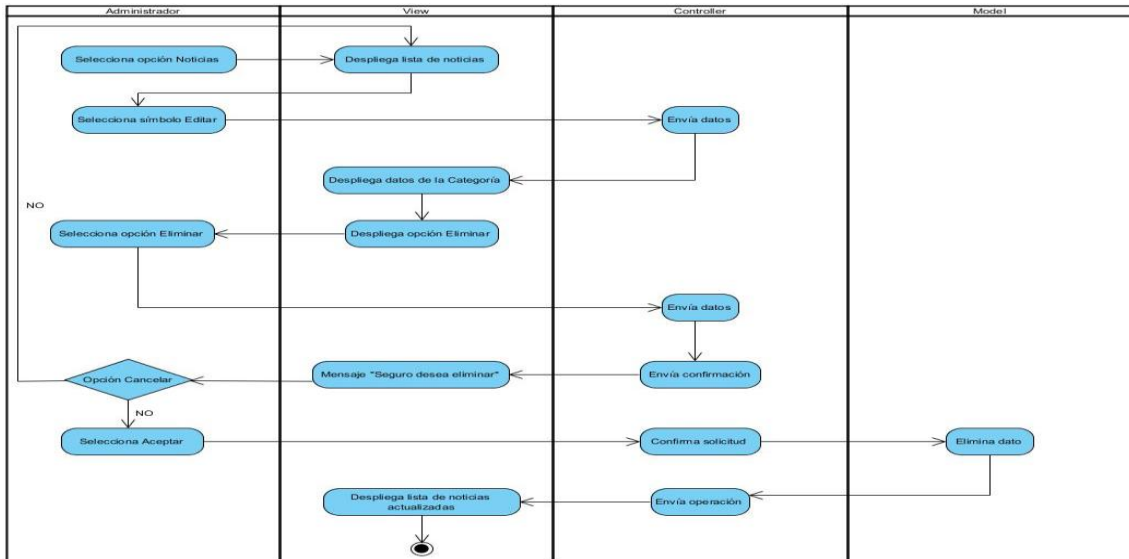 Administrador
View
Controller
Model
Selecciona opción Noticias
Despliega lista de noticias
Selecciona símbolo Editar
Envía datos
Despliega datos de la Categoría
NO
Selecciona opción Eliminar
Despliega opción Eliminar
Envía datos
Opción Cancelar
Mensaje "Seguro desea eliminar"
Envía confirmación
NO
Selecciona Aceptar
Confirma solicitud
Elimina dato
Despliega lista de noticias
actualizadas
Envía operación